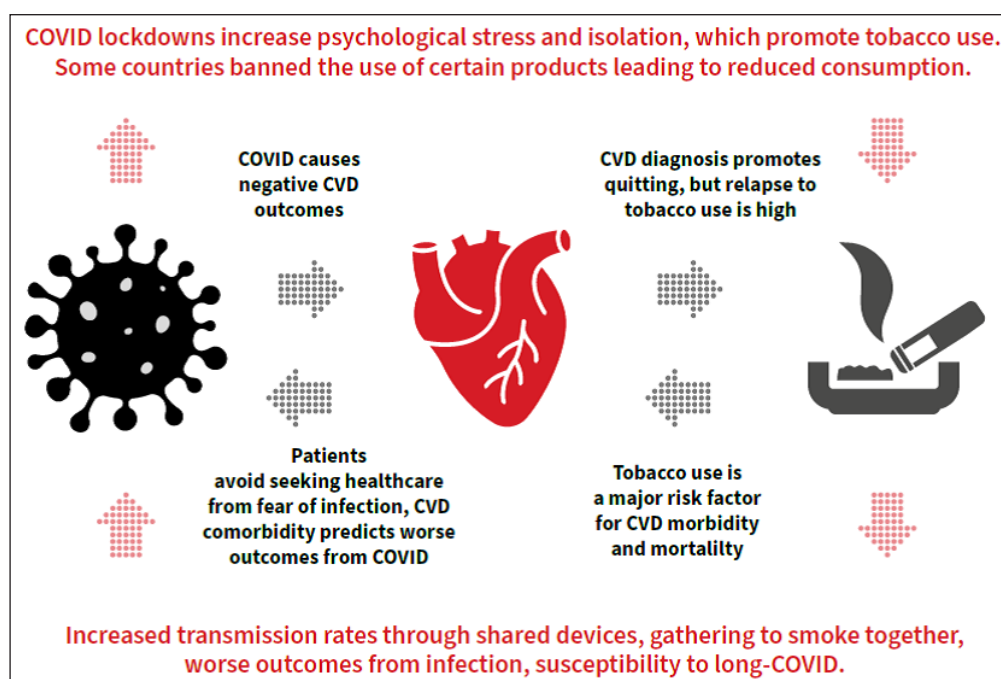 COVID lockdowns increase psychological stress and isolation, which promote tobacco use.
Some countries banned the use of certain products leading to reduced consumption.
COVID causes
negative CVD
outcomes
CVD diagnosis promotes
quitting, but relapse to
tobacco use is high
Patients
avoid seeking healthcare
from fear of infection, CVD
comorbidity predicts worse
outcomes from COVID
Tobacco use is
a major risk factor
for CVD morbidity
and mortalilty
Increased transmission rates through shared devices, gathering to smoke together,
worse outcomes from infection, susceptibility to long-COVID.